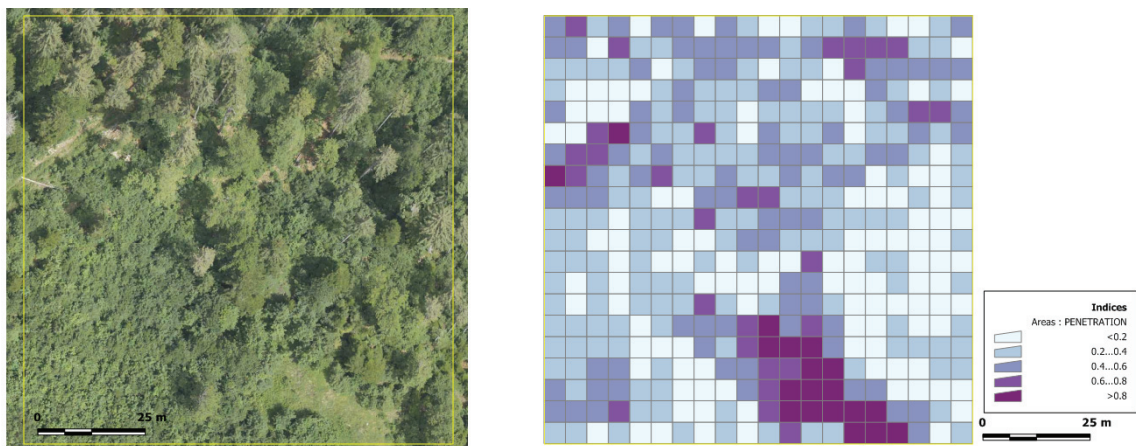 0 25 m
Indices
Areas : PENETRATION
<0.2
0.2...0.4
0.4...0.6
0.6...0.8
>0.8
0 25 m